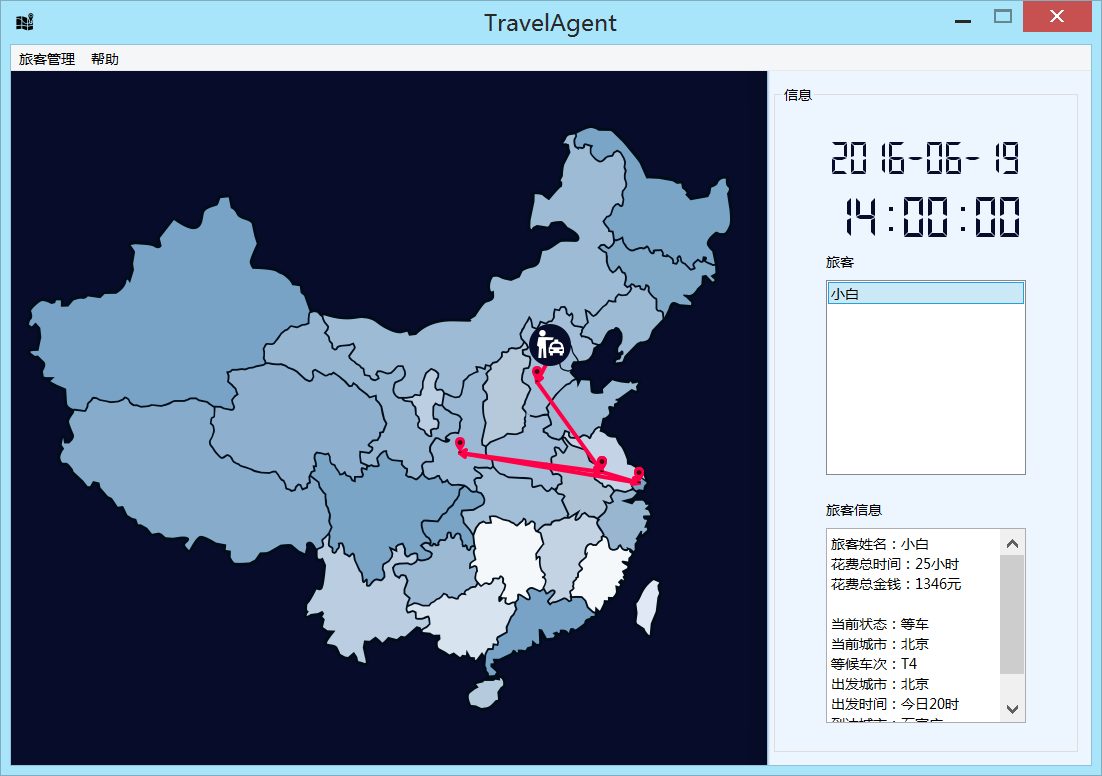 TravelAgent
旅客管理 帮助
信息
2016-06-19
14:00:00
旅客
小白
旅客信息
旅客姓名：小白
花费总时间：25小时
花费总金钱：1346元
当前状态：等车
当前城市：北京
等候车次：T4
出发城市：北京
出发时间：今日20时